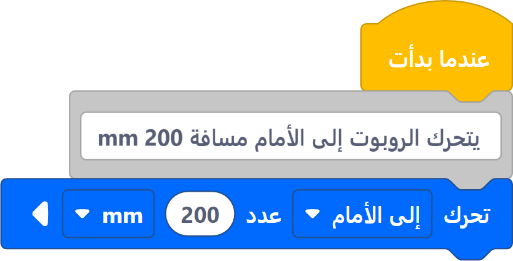 عندما بدأت
يتحرك الروبوت إلى الأمام مسافة 200 mm
تحرك إلى الأمام عدد 200 mm